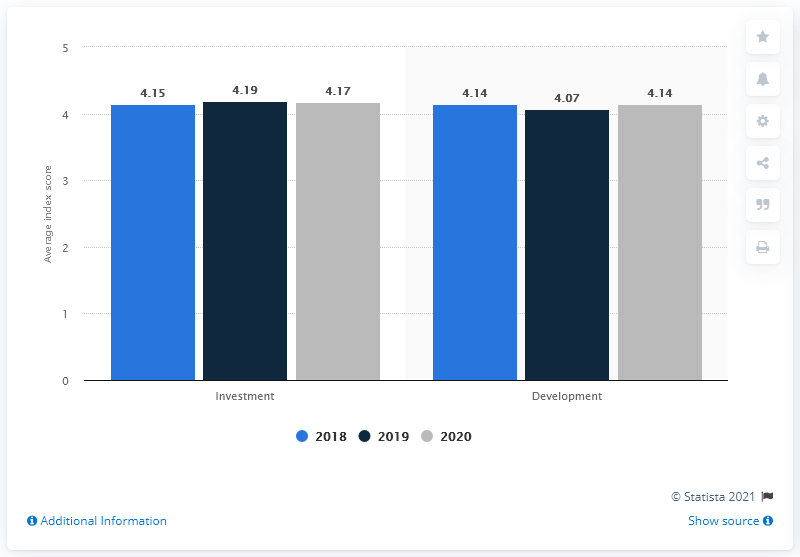 5
4
3
2
1
0
Average index score
4.15
4.19
4.17
4.14
4.07
4.14
Investment
Development
2018
2019
2020
© Statista 2021
Additional Information
Show source